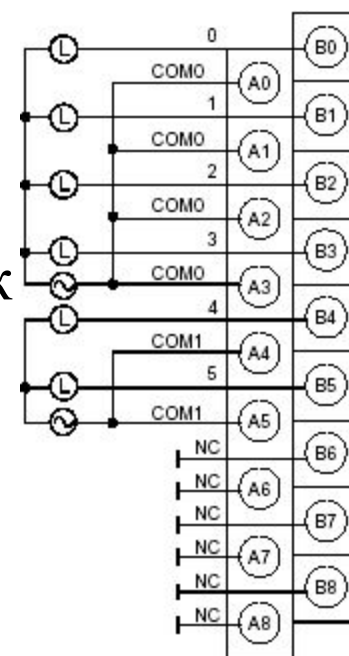 0
L B0
COM0 A0
1
L B1
COM0 A1
2
L B2
COM0 A2
3
L B3
к COM0 A3
4
L B4
COM1 A4
5
L B5
COM1 A5
NC B6
NC A6
NC B7
NC A7
NC B8
NC A8